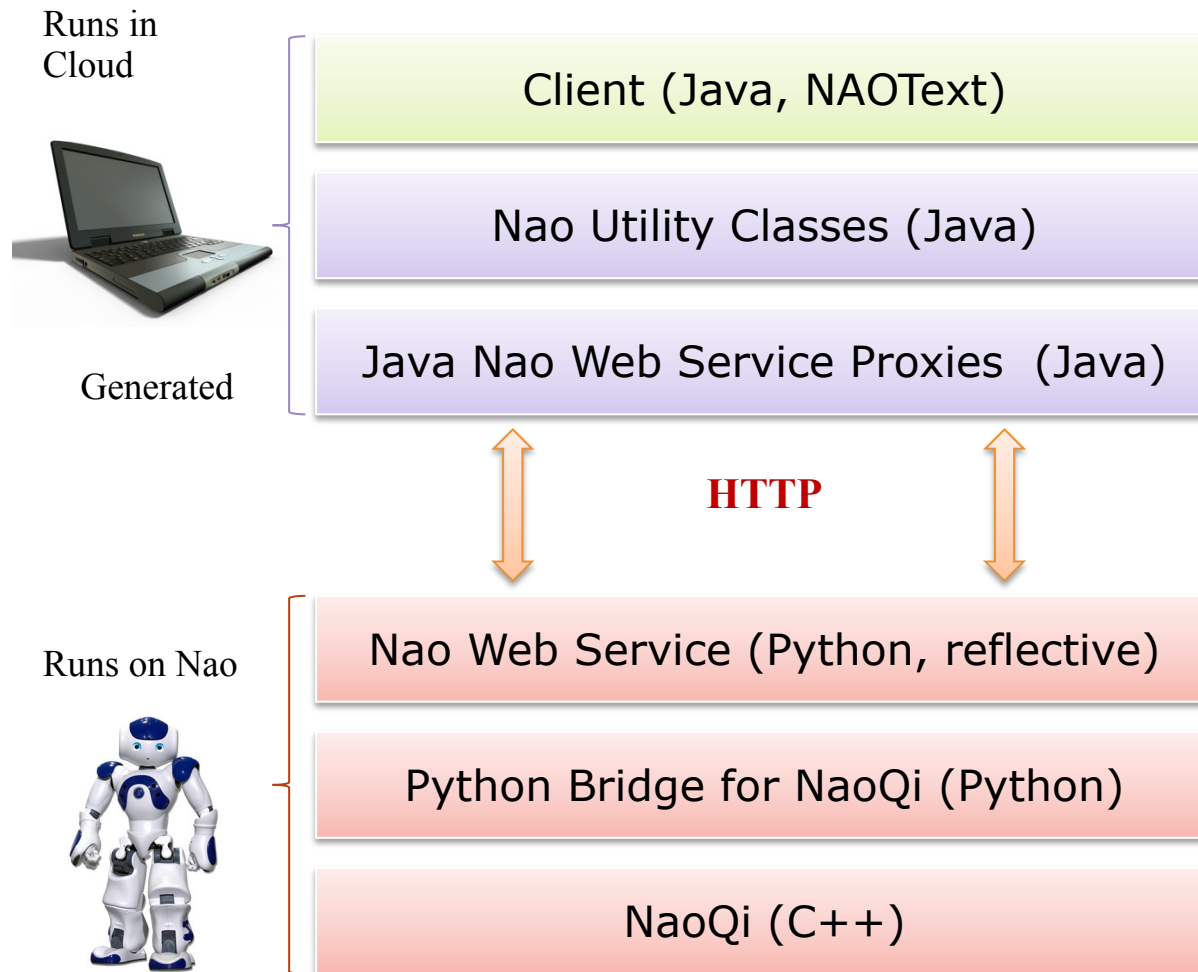 Runs in
Cloud
Client (Java, NAOText)
Nao Utility Classes (Java)
Java Nao Web Service Proxies  (Java)
Generated
HTTP
Nao Web Service (Python, reflective)
Runs on Nao
Python Bridge for NaoQi (Python)
NaoQi (C++)